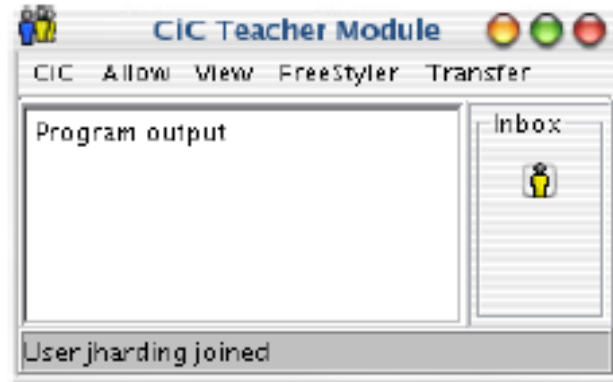 CiC Teacher Module
CiC Allow View FreeStyler Transfer
Program output
Inbox
User jharding joined